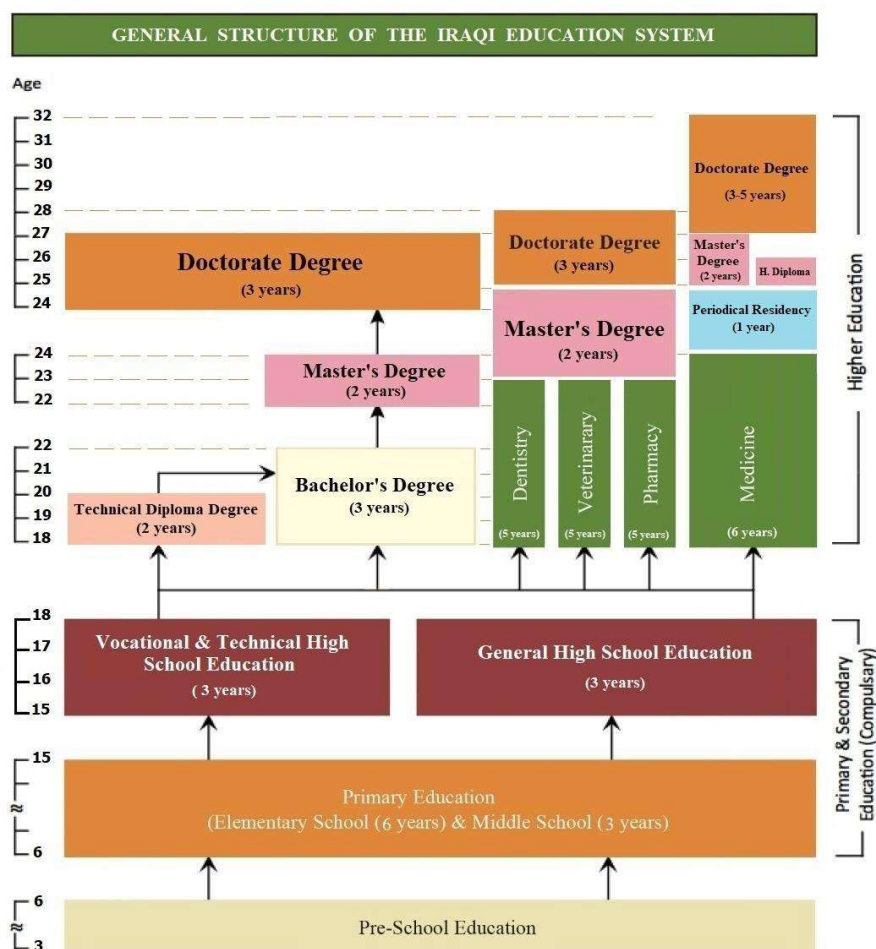 GENERAL STRUCTURE OF THE IRAQI EDUCATION SYSTEM
Age
32
31
30
29
28
27
26
25
24
Doctorate Degree
(3 years)
Doctorate Degree
(3 years)
Doctorate Degree
(3-5 years)
Master's
Degree
(2 years)
H. Diploma
Periodical Residency
(1 year)
24
23
22
Master's Degree
(2 years)
Master's Degree
(2 years)
22
21
20
19
18
Technical Diploma Degree
(2 years)
Bachelor's Degree
(3 years)
Dentistry
(5 years)
Veterinarary
(5 years)
Pharmacy
(5 years)
Medicine
(6 years)
Higher Education
18
17
16
15
Vocational & Technical High
School Education
( 3 years)
General High School Education
(3 years)
15
6
Primary Education
(Elementary School (6 years) & Middle School (3 years)
Primary & Secondary
Education (Compulsary)
6
3
Pre-School Education